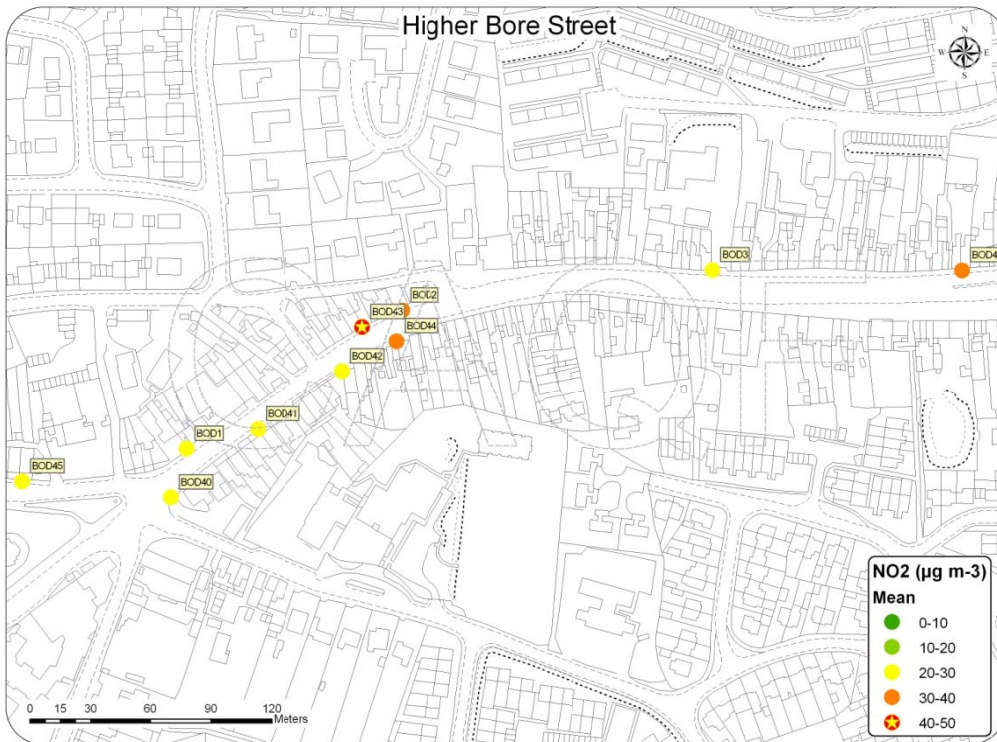 Higher Bore Street
N
W E
S
BOD3
BOD4
BOD2
BOD43
BOD44
BOD42
BOD41
BOD1
BOD45
BOD40
NO2 (µg m-3)
Mean
0-10
10-20
20-30
30-40
40-50
0 15 30 60 90 120
Meters